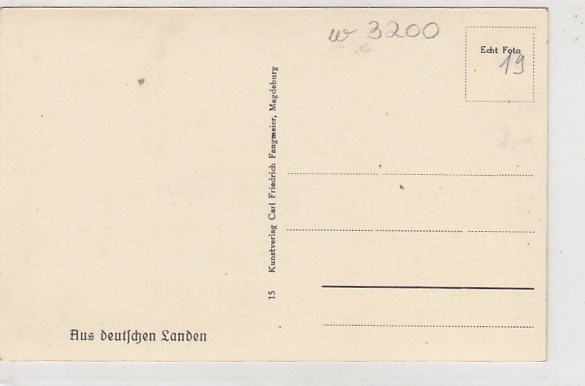 w 3200
Echt Foto
19
15 Kunstverlag Carl Friedrich Fangmeier, Magdeburg
Aus deutschen Landen